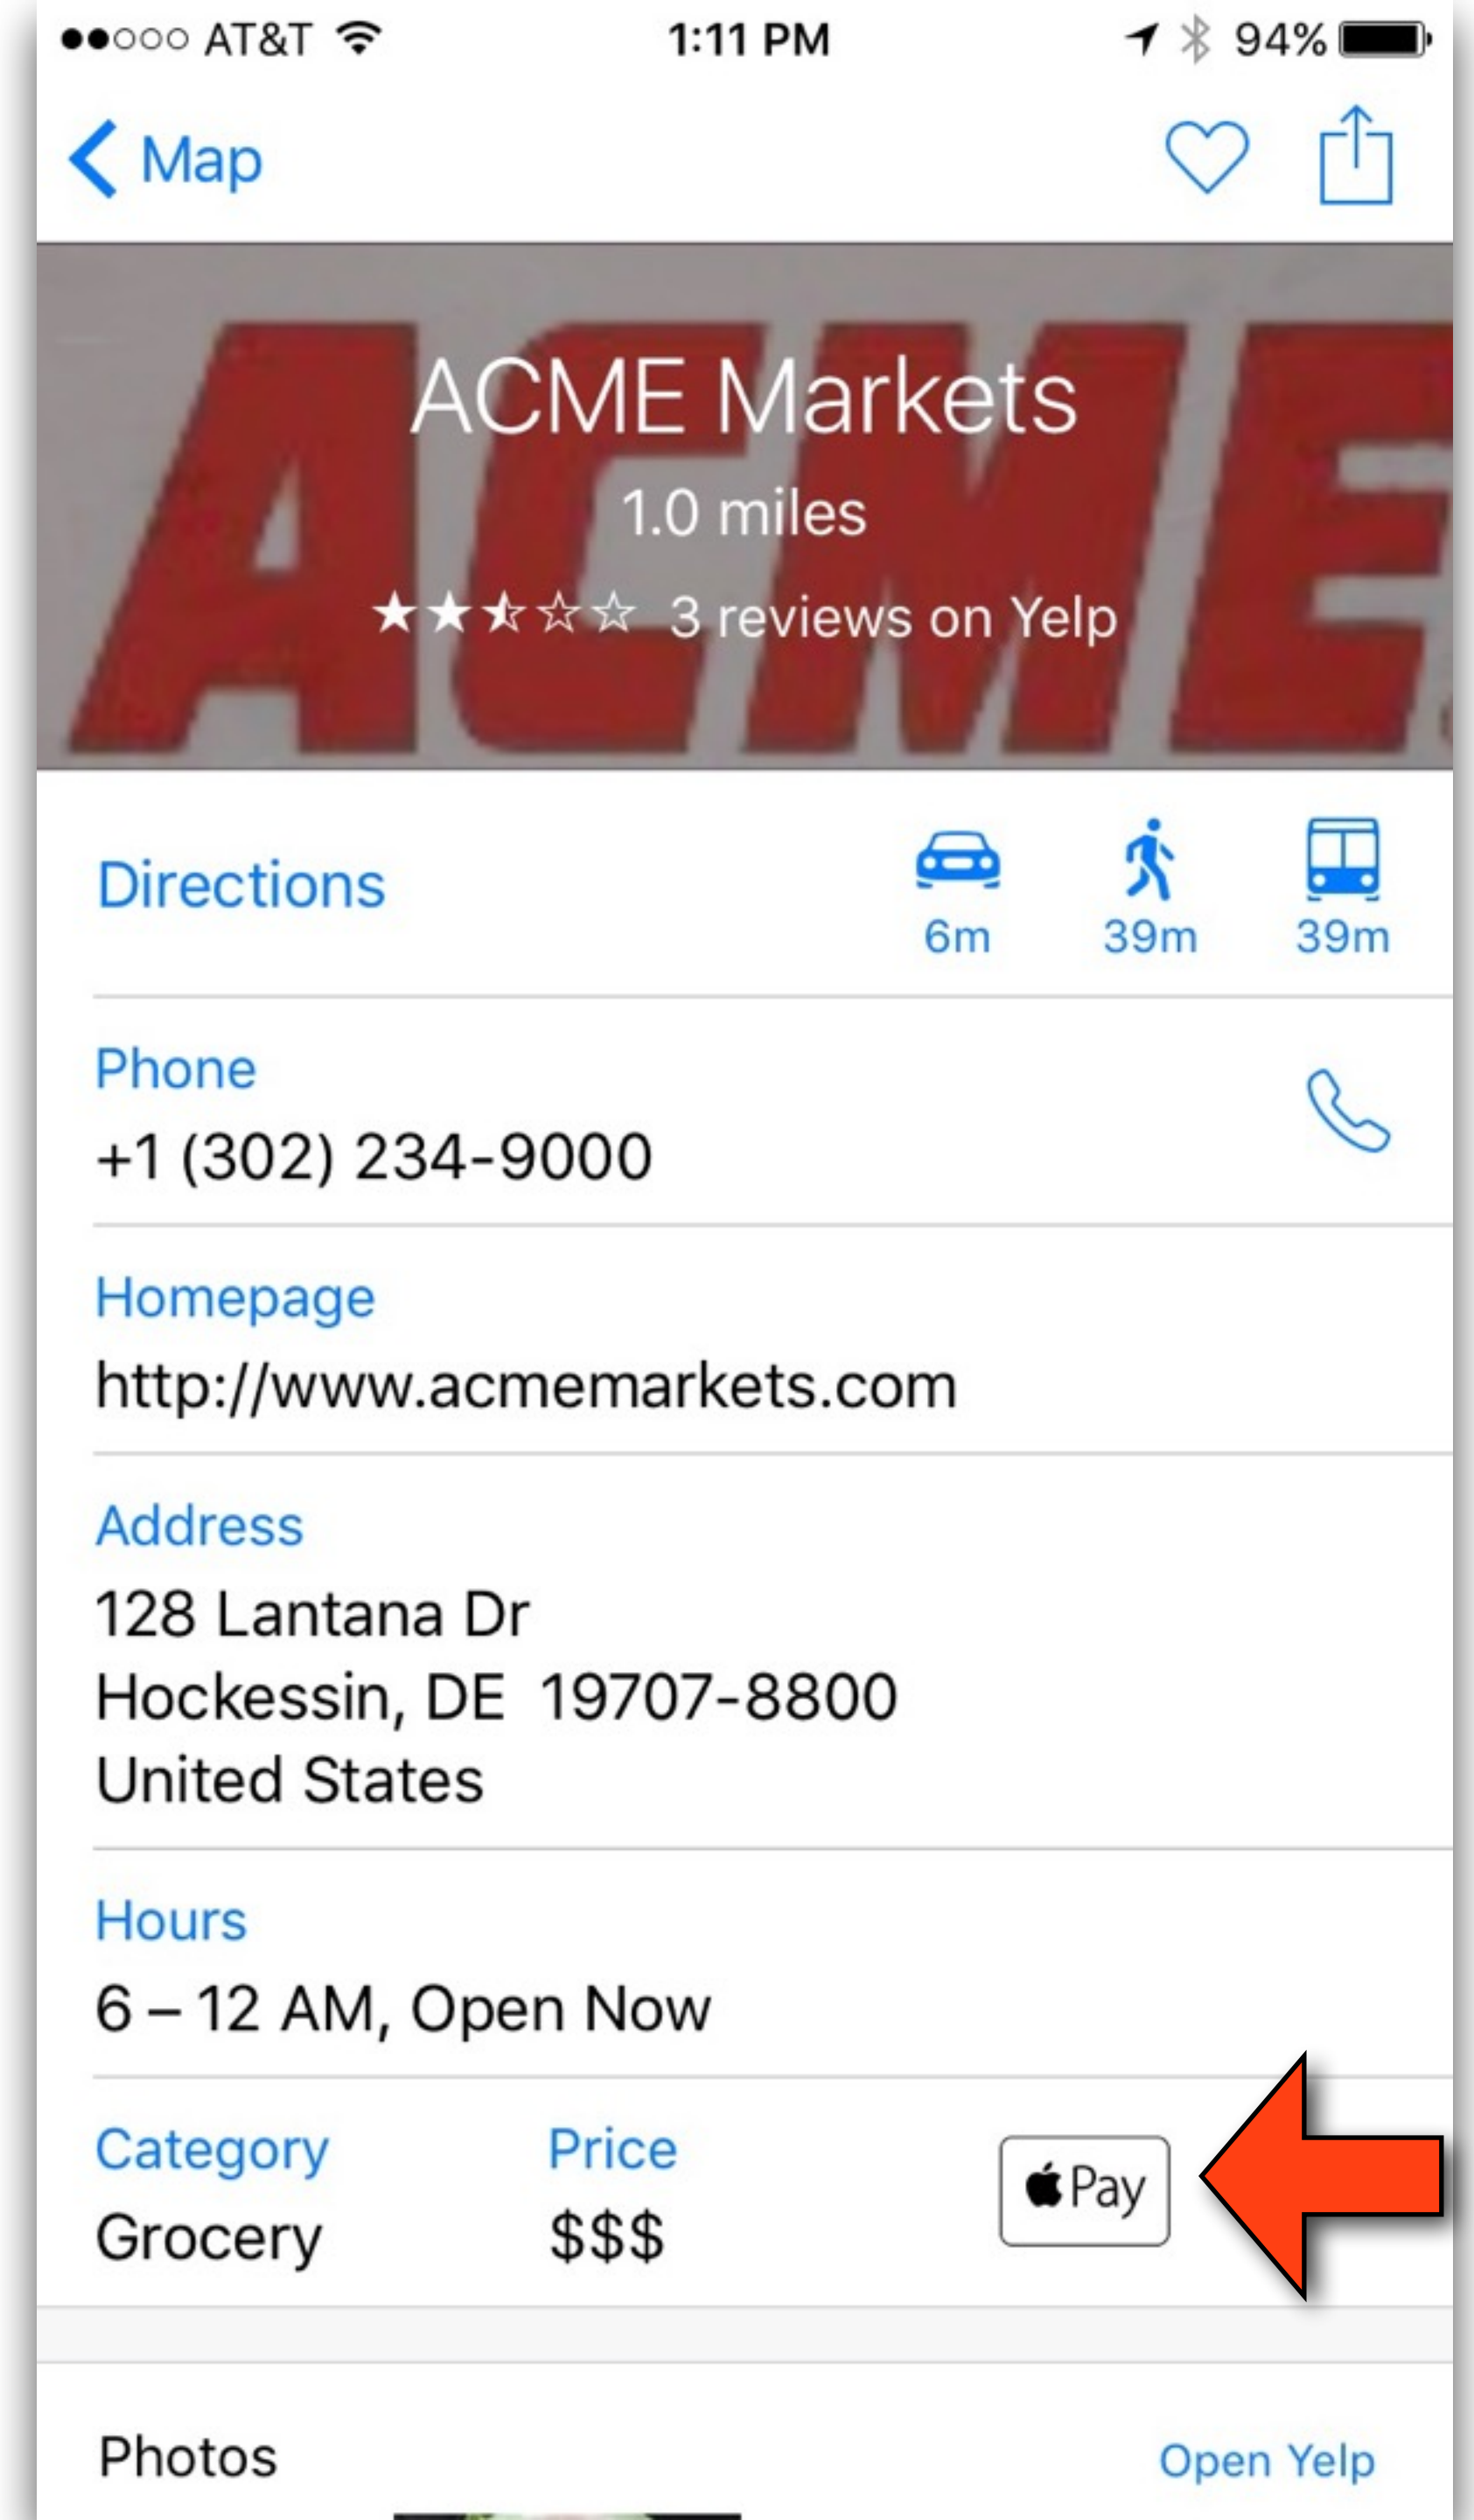 AT&T 1:11 PM 94%
Map
ACME
ACME Markets
1.0 miles
★★⯪☆☆ 3 reviews on Yelp
Directions
6m 39m 39m
Phone
+1 (302) 234-9000
Homepage
http://www.acmemarkets.com
Address
128 Lantana Dr
Hockessin, DE 19707-8800
United States
Hours
6 – 12 AM, Open Now
Category Price
Pay
Grocery $$$
Photos Open Yelp